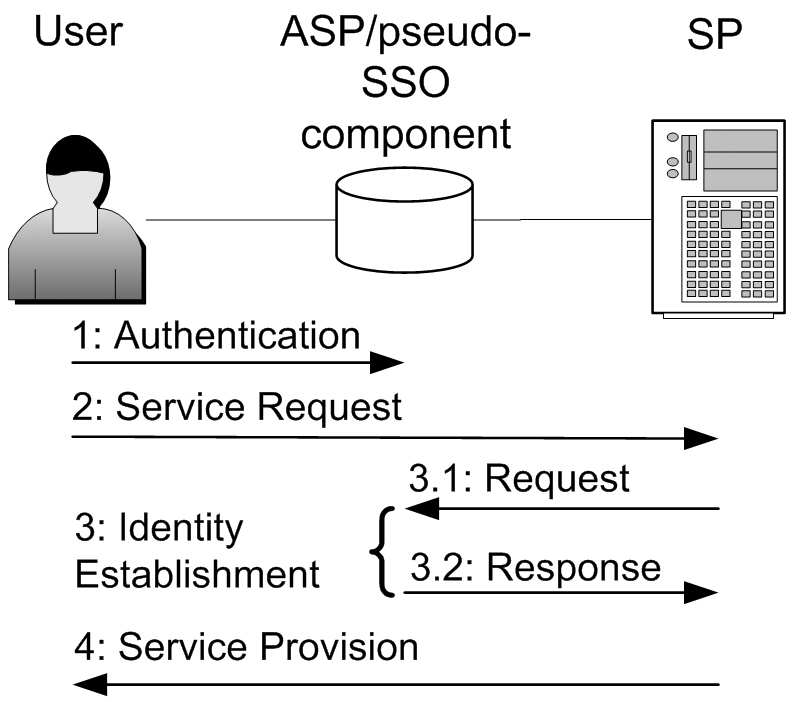 User
ASP/pseudo-
SSO
component
SP
1: Authentication
2: Service Request
3.1: Request
3: Identity
Establishment
3.2: Response
4: Service Provision